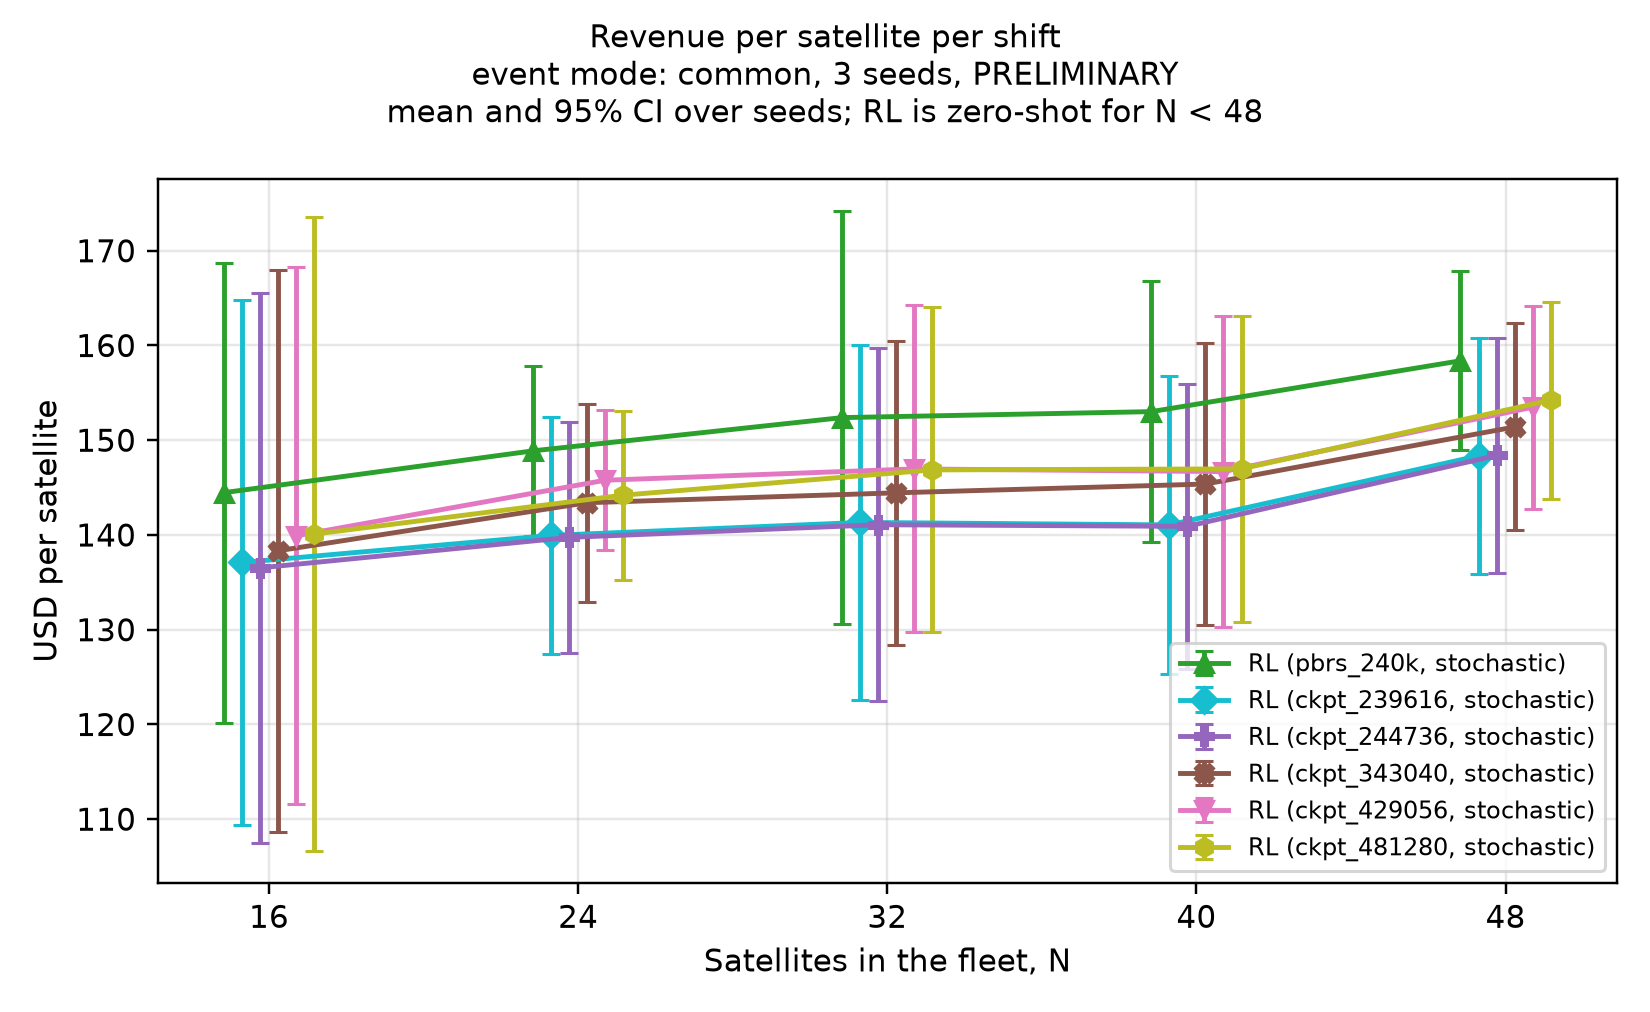 Revenue per satellite per shift
event mode: common, 3 seeds, PRELIMINARY
mean and 95% CI over seeds; RL is zero-shot for N < 48
USD per satellite
170
160
150
140
130
120
110
16
24
32
40
48
Satellites in the fleet, N
RL (pbrs_240k, stochastic)
RL (ckpt_239616, stochastic)
RL (ckpt_244736, stochastic)
RL (ckpt_343040, stochastic)
RL (ckpt_429056, stochastic)
RL (ckpt_481280, stochastic)